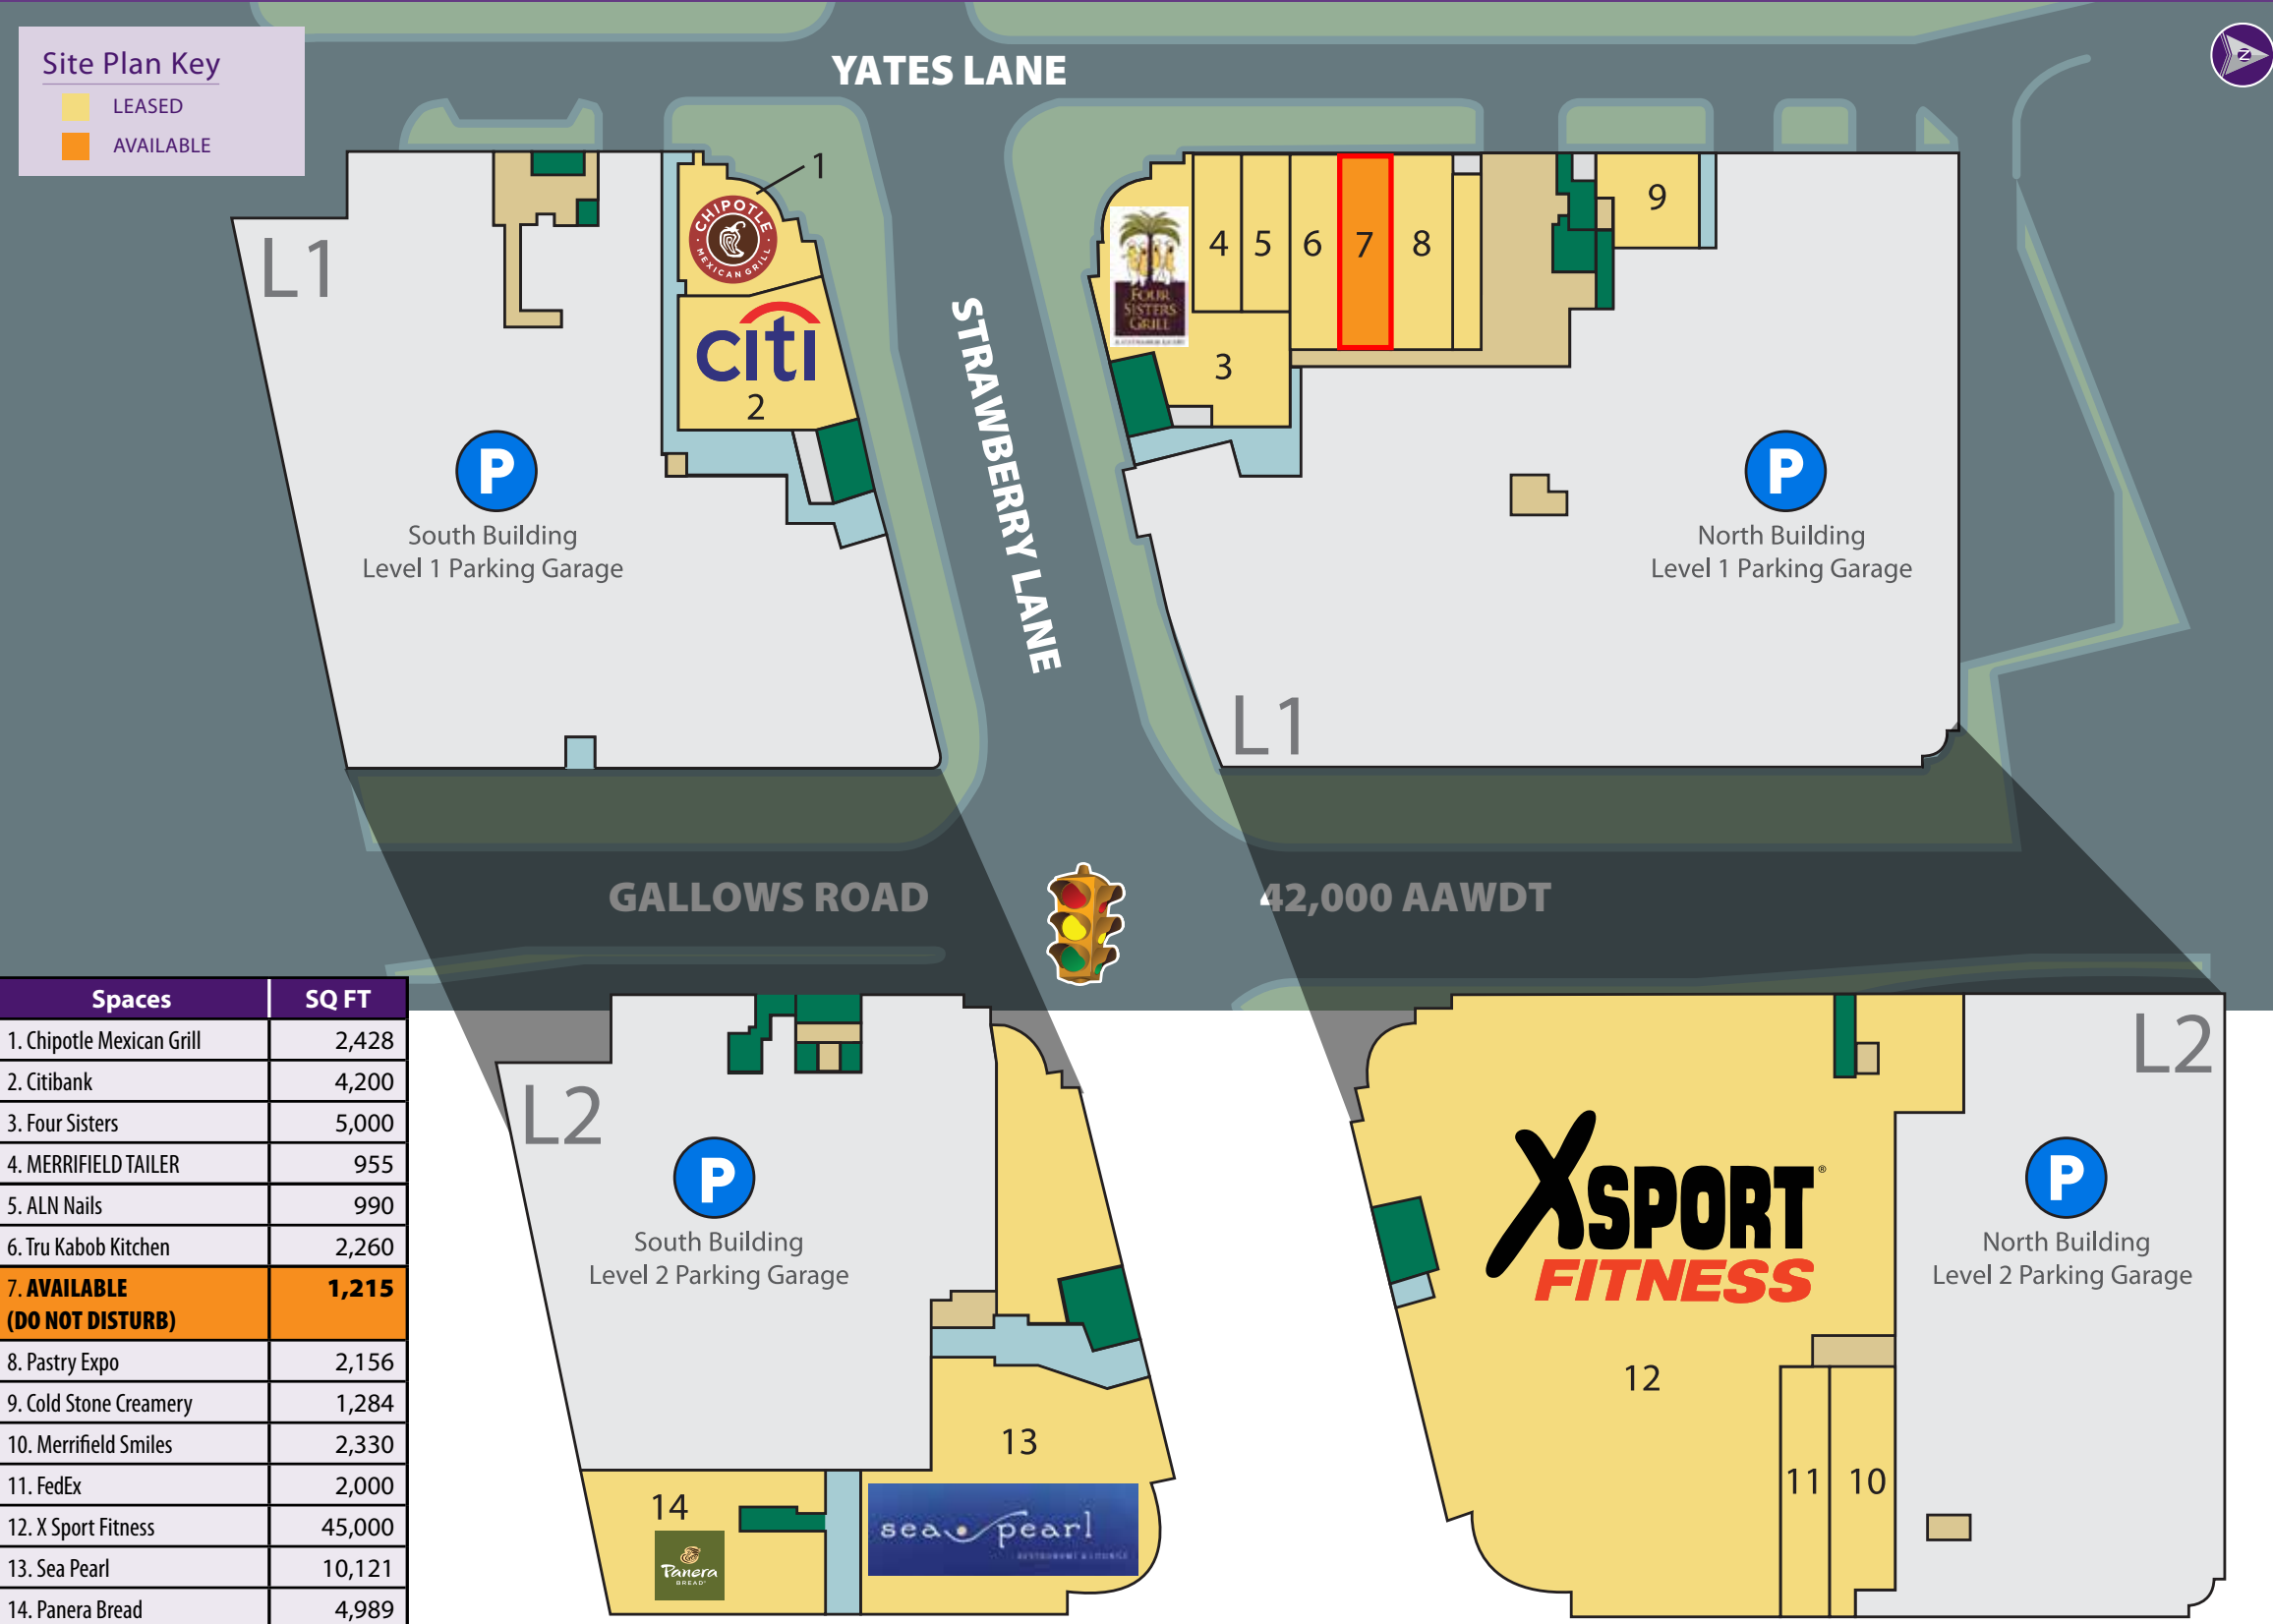 Site Plan Key
LEASED
AVAILABLE
YATES LANE
N
1
CHIPOTLE
MEXICAN GRILL
citi
2
L1
P
South Building
Level 1 Parking Garage
STRAWBERRY LANE
FOUR
SISTERS
GRILL
3
4
5
6
7
8
9
P
North Building
Level 1 Parking Garage
L1
GALLOWS ROAD
42,000 AAWDT
Spaces SQ FT
1. Chipotle Mexican Grill 2,428
2. Citibank 4,200
3. Four Sisters 5,000
4. MERRIFIELD TAILER 955
5. ALN Nails 990
6. Tru Kabob Kitchen 2,260
7. AVAILABLE 1,215
(DO NOT DISTURB)
8. Pastry Expo 2,156
9. Cold Stone Creamery 1,284
10. Merrifield Smiles 2,330
11. FedEx 2,000
12. X Sport Fitness 45,000
13. Sea Pearl 10,121
14. Panera Bread 4,989
L2
P
South Building
Level 2 Parking Garage
13
sea pearl
RESTAURANT & LOUNGE
14
Panera
BREAD®
XSPORT®
FITNESS
12
11
10
L2
P
North Building
Level 2 Parking Garage